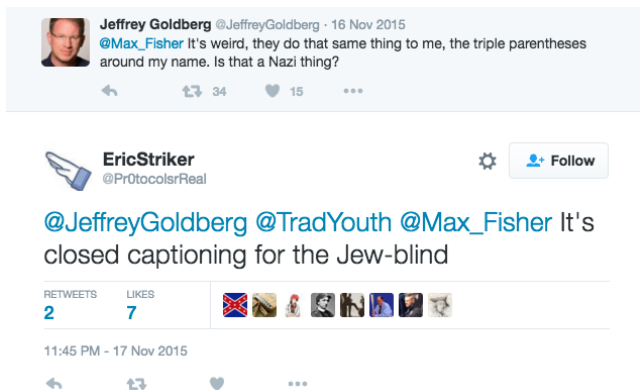 Jeffrey Goldberg @JeffreyGoldberg · 16 Nov 2015
@Max_Fisher It's weird, they do that same thing to me, the triple parentheses
around my name. Is that a Nazi thing?
34 15
EricStriker
@Pr0tocolsrReal
Follow
@JeffreyGoldberg @TradYouth @Max_Fisher It's
closed captioning for the Jew-blind
RETWEETS LIKES
2 7
11:45 PM - 17 Nov 2015